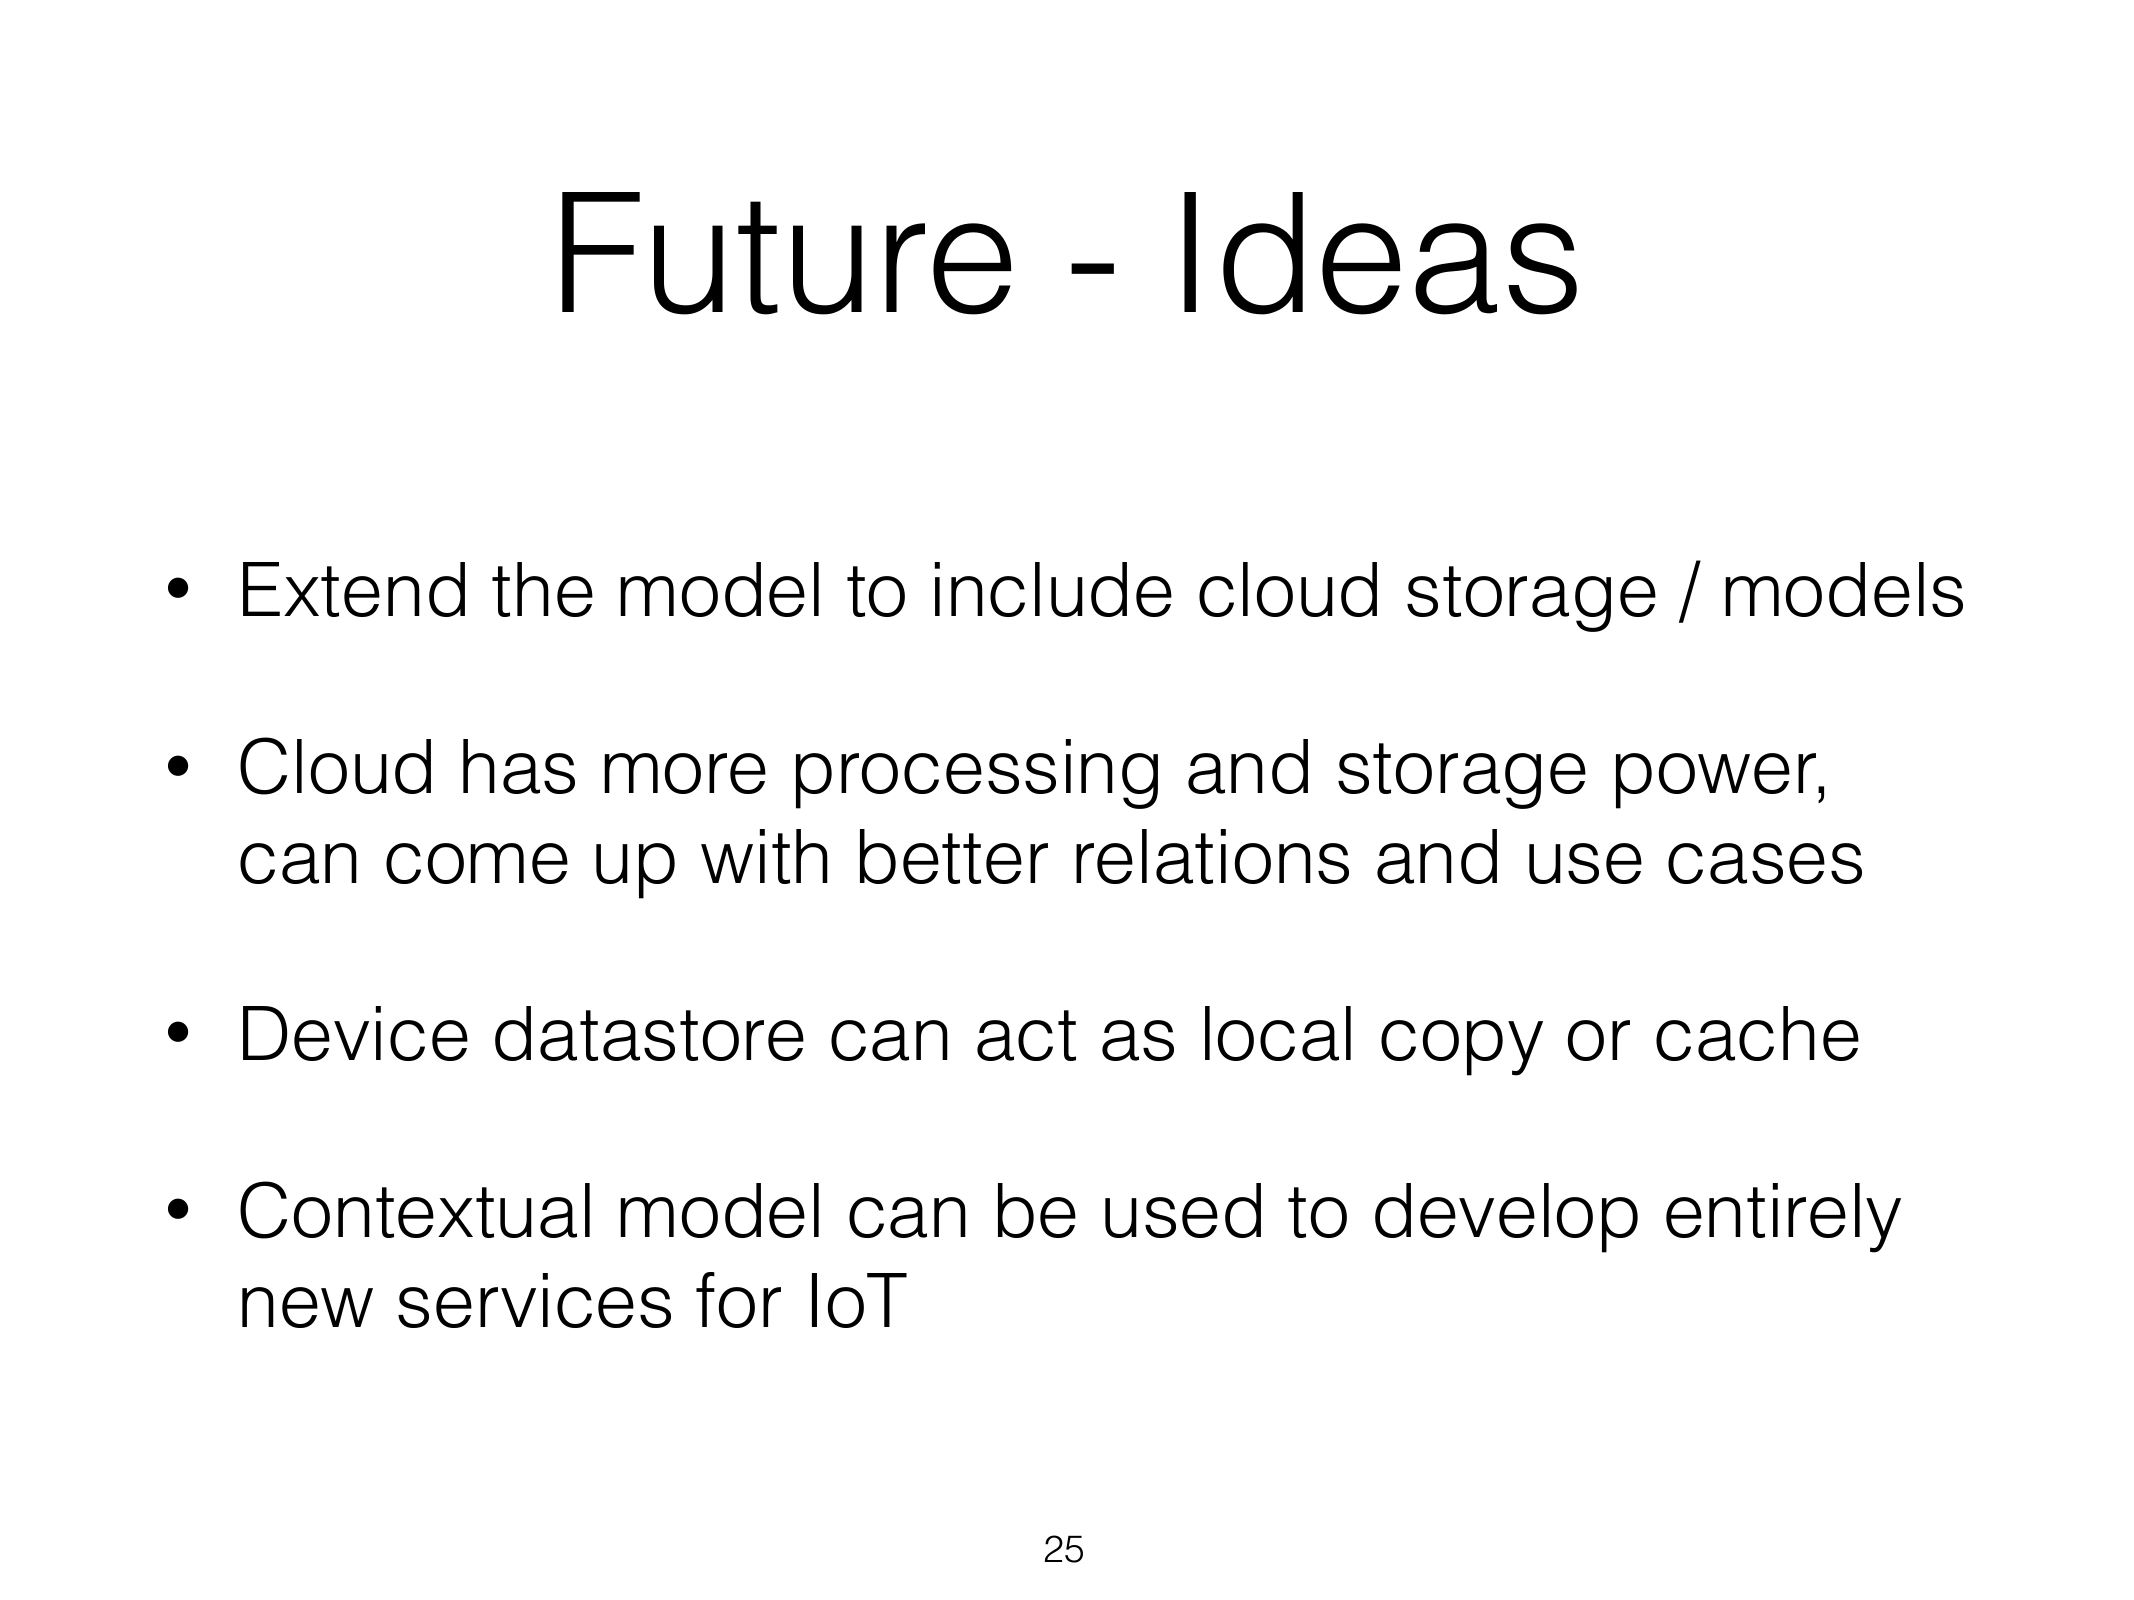 Future - Ideas
• Extend the model to include cloud storage / models
• Cloud has more processing and storage power,
can come up with better relations and use cases
• Device datastore can act as local copy or cache
• Contextual model can be used to develop entirely
new services for IoT
25